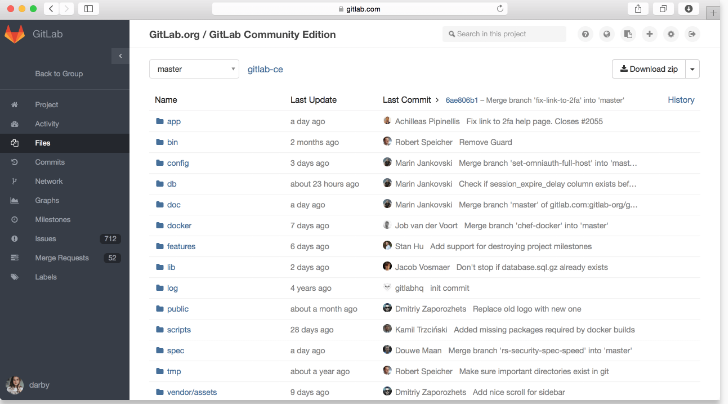 gitlab.com
GitLab
GitLab.org / GitLab Community Edition
Search in this project
Back to Group
master
gitlab-ce
Download zip
Project
Activity
Files
Commits
Network
Graphs
Milestones
Issues 712
Merge Requests 52
Labels
darby
Name Last Update Last Commit > 6ae806b1 – Merge branch 'fix-link-to-2fa' into 'master' History
app a day ago Achilleas Pipinellis Fix link to 2fa help page. Closes #2055
bin 2 months ago Robert Speicher Remove Guard
config 3 days ago Marin Jankovski Merge branch 'set-omniauth-full-host' into 'mast...
db about 23 hours ago Marin Jankovski Check if session_expire_delay column exists bef...
doc a day ago Marin Jankovski Merge branch 'master' of gitlab.com:gitlab-org/g...
docker 7 days ago Job van der Voort Merge branch 'chef-docker' into 'master'
features 6 days ago Stan Hu Add support for destroying project milestones
lib 2 days ago Jacob Vosmaer Don't stop if database.sql.gz already exists
log 4 years ago gitlabhq init commit
public about a month ago Dmitriy Zaporozhets Replace old logo with new one
scripts 28 days ago Kamil Trzciński Added missing packages required by docker builds
spec a day ago Douwe Maan Merge branch 'rs-security-spec-speed' into 'master'
tmp about a year ago Robert Speicher Make sure important directories exist in git
vendor/assets 9 days ago Dmitriy Zaporozhets Add nice scroll for sidebar